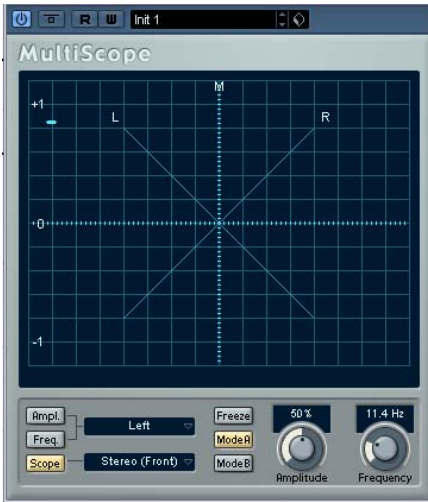 R W Init 1
MultiScope
M
+1
L R
0
-1
Ampl. Left Freeze 50% 11.4 Hz
Freq. Mode A
Scope Stereo (Front) Mode B
Amplitude Frequency